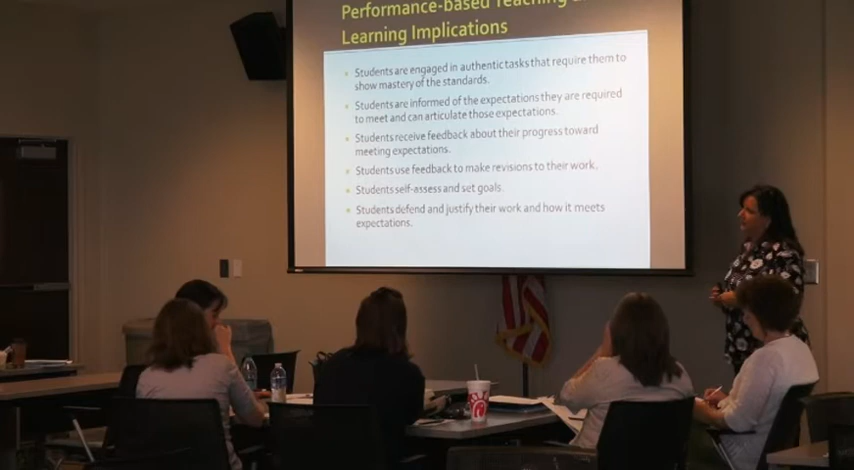 Performance-based Teaching
Learning Implications
• Students are engaged in authentic tasks that require them to
show mastery of the standards.
• Students are informed of the expectations they are required
to meet and can articulate those expectations.
• Students receive feedback about their progress toward
meeting expectations.
• Students use feedback to make revisions to their work.
• Students self-assess and set goals.
• Students defend and justify their work and how it meets
expectations.